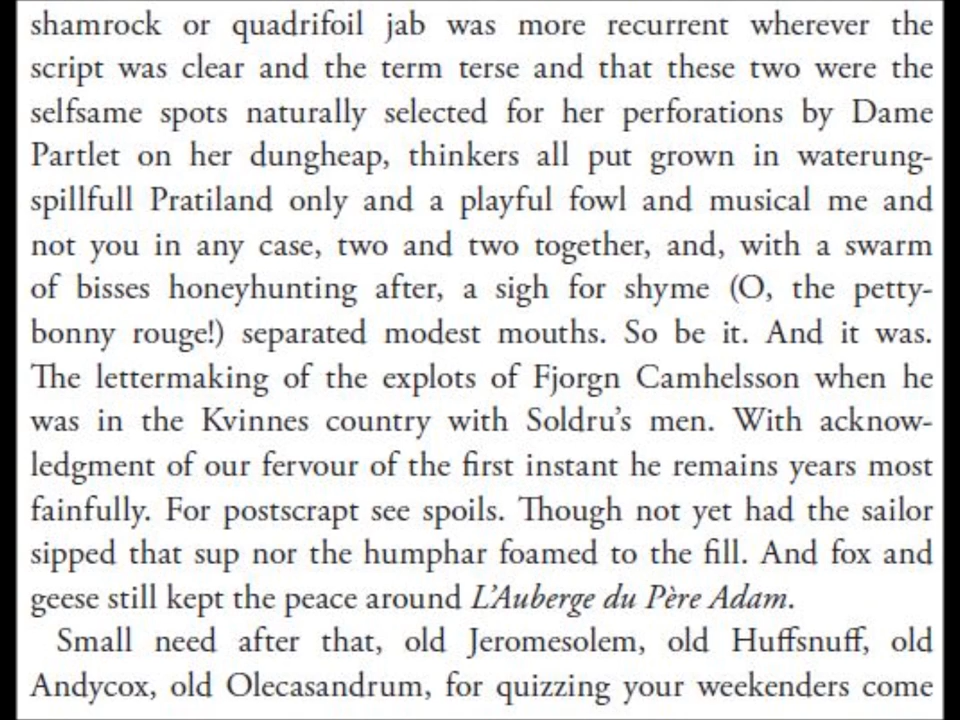 shamrock or quadrifoil jab was more recurrent wherever the
script was clear and the term terse and that these two were the
selfsame spots naturally selected for her perforations by Dame
Partlet on her dungheap, thinkers all put grown in waterung-
spillfull Pratiland only and a playful fowl and musical me and
not you in any case, two and two together, and, with a swarm
of bisses honeyhunting after, a sigh for shyme (O, the petty-
bonny rouge!) separated modest mouths. So be it. And it was.
The lettermaking of the explots of Fjorgn Camhelsson when he
was in the Kvinnes country with Soldru’s men. With acknow-
ledgment of our fervour of the first instant he remains years most
fainfully. For postscrapt see spoils. Though not yet had the sailor
sipped that sup nor the humphar foamed to the fill. And fox and
geese still kept the peace around L’Auberge du Père Adam.
Small need after that, old Jeromesolem, old Huffsnuff, old
Andycox, old Olecasandrum, for quizzing your weekenders come